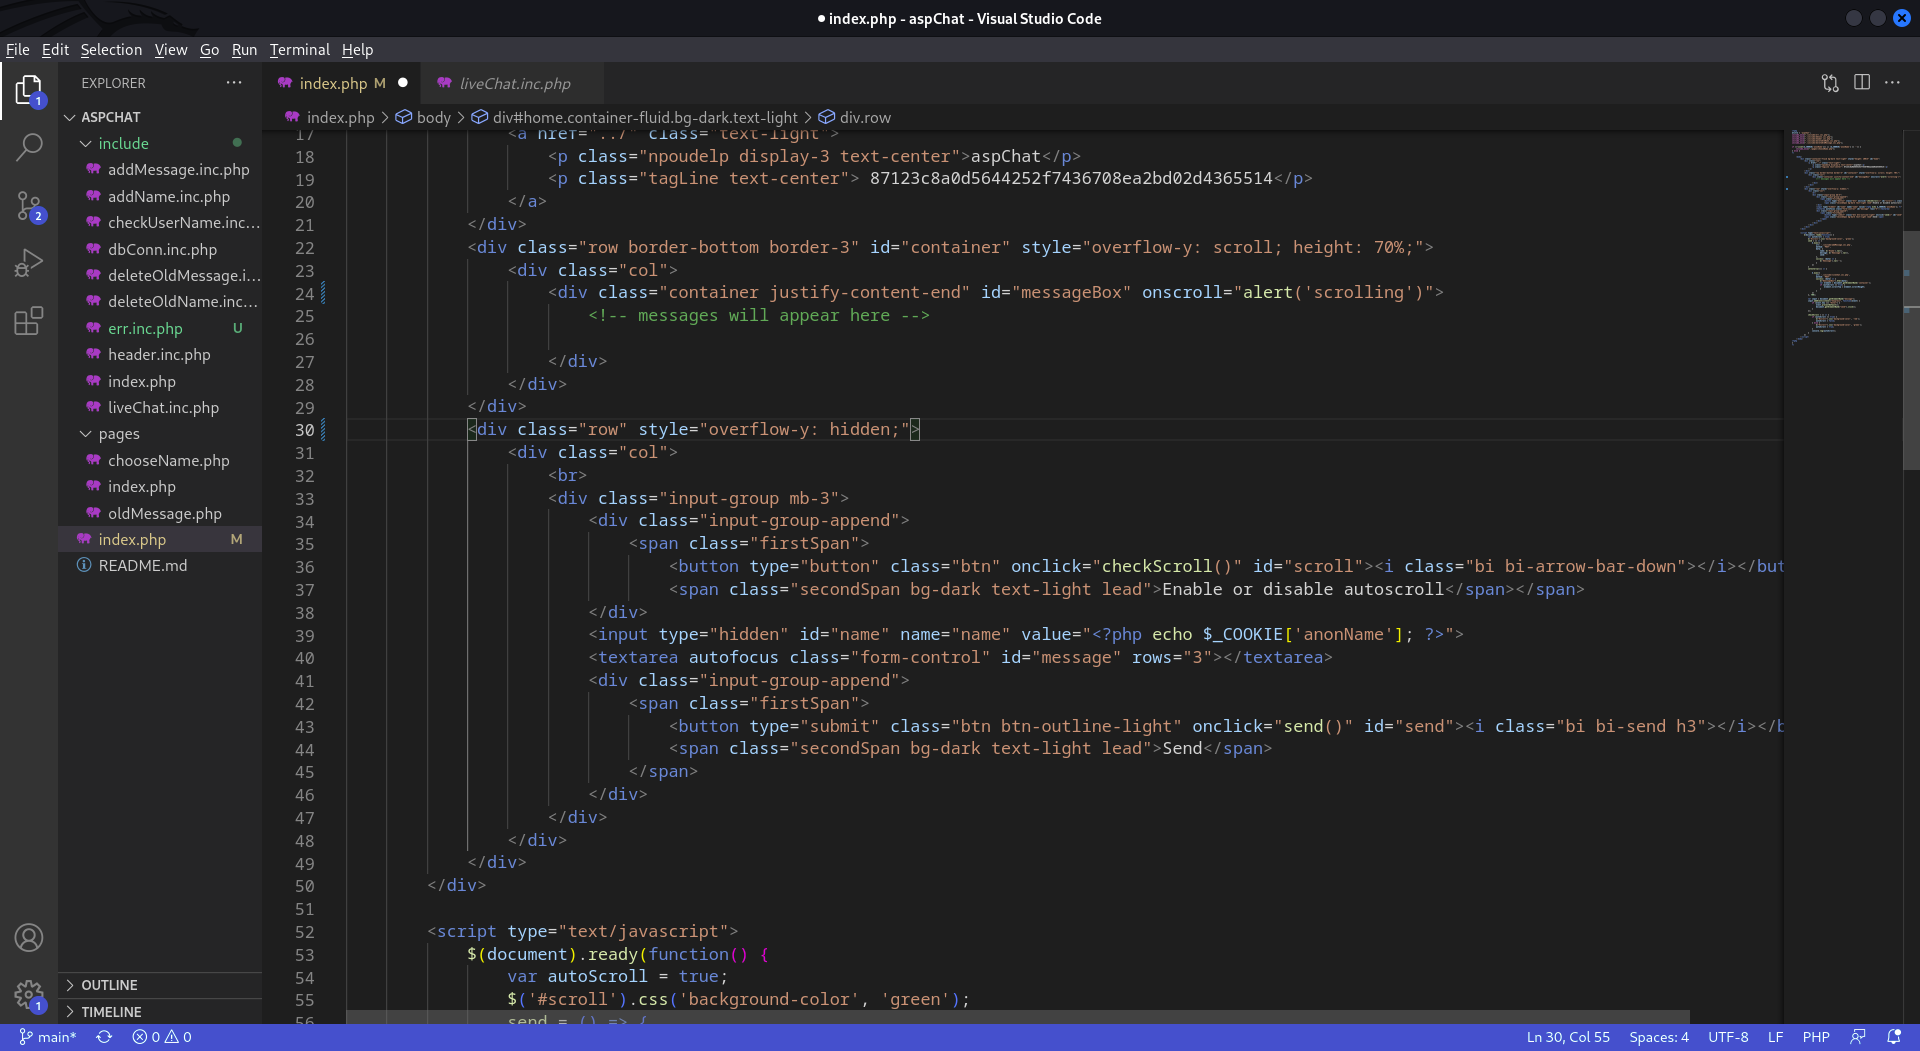 ● index.php - aspChat - Visual Studio Code
File Edit Selection View Go Run Terminal Help
EXPLORER ···
index.php M ●
liveChat.inc.php
index.php > body > div#home.container-fluid.bg-dark.text-light > div.row
ASPCHAT
include
addMessage.inc.php
addName.inc.php
checkUserName.inc...
dbConn.inc.php
deleteOldMessage.i...
deleteOldName.inc...
err.inc.php U
header.inc.php
index.php
liveChat.inc.php
pages
chooseName.php
index.php
oldMessage.php
index.php M
README.md
OUTLINE
TIMELINE
1
2
1
17 <a href="../" class="text-light">
18 <p class="npoudelp display-3 text-center">aspChat</p>
19 <p class="tagLine text-center"> 87123c8a0d5644252f7436708ea2bd02d4365514</p>
20 </a>
21 </div>
22 <div class="row border-bottom border-3" id="container" style="overflow-y: scroll; height: 70%;">
23 <div class="col">
24 <div class="container justify-content-end" id="messageBox" onscroll="alert('scrolling')">
25 <!-- messages will appear here -->
26
27 </div>
28 </div>
29 </div>
30 <div class="row" style="overflow-y: hidden;">
31 <div class="col">
32 <br>
33 <div class="input-group mb-3">
34 <div class="input-group-append">
35 <span class="firstSpan">
36 <button type="button" class="btn" onclick="checkScroll()" id="scroll"><i class="bi bi-arrow-bar-down"></i></but
37 <span class="secondSpan bg-dark text-light lead">Enable or disable autoscroll</span></span>
38 </div>
39 <input type="hidden" id="name" name="name" value="<?php echo $_COOKIE['anonName']; ?>">
40 <textarea autofocus class="form-control" id="message" rows="3"></textarea>
41 <div class="input-group-append">
42 <span class="firstSpan">
43 <button type="submit" class="btn btn-outline-light" onclick="send()" id="send"><i class="bi bi-send h3"></i></b
44 <span class="secondSpan bg-dark text-light lead">Send</span>
45 </span>
46 </div>
47 </div>
48 </div>
49 </div>
50 </div>
51
52 <script type="text/javascript">
53 $(document).ready(function() {
54 var autoScroll = true;
55 $('#scroll').css('background-color', 'green');
56 send = () => {
main* 0 0 Ln 30, Col 55 Spaces: 4 UTF-8 LF PHP